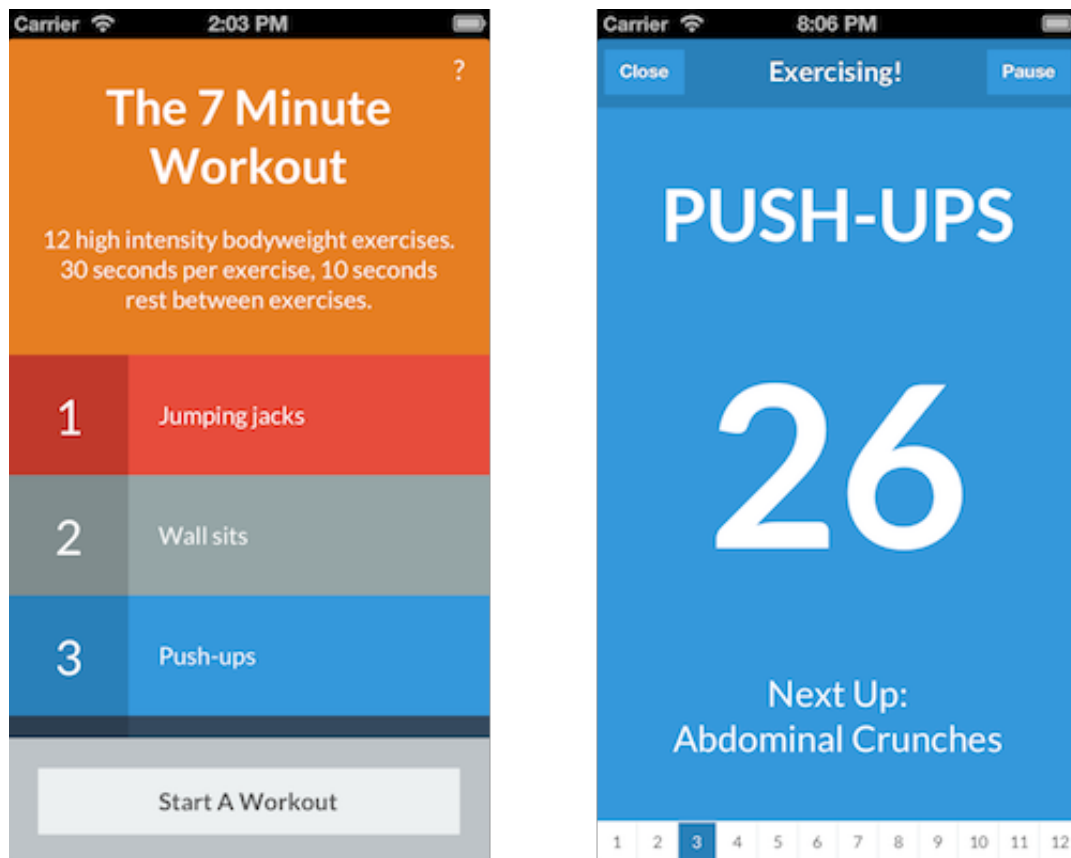 Carrier 2:03 PM
?
The 7 Minute
Workout
12 high intensity bodyweight exercises.
30 seconds per exercise, 10 seconds
rest between exercises.
1 Jumping jacks
2 Wall sits
3 Push-ups
Start A Workout
Carrier 8:06 PM
Close Exercising! Pause
PUSH-UPS
26
Next Up:
Abdominal Crunches
1 2 3 4 5 6 7 8 9 10 11 12